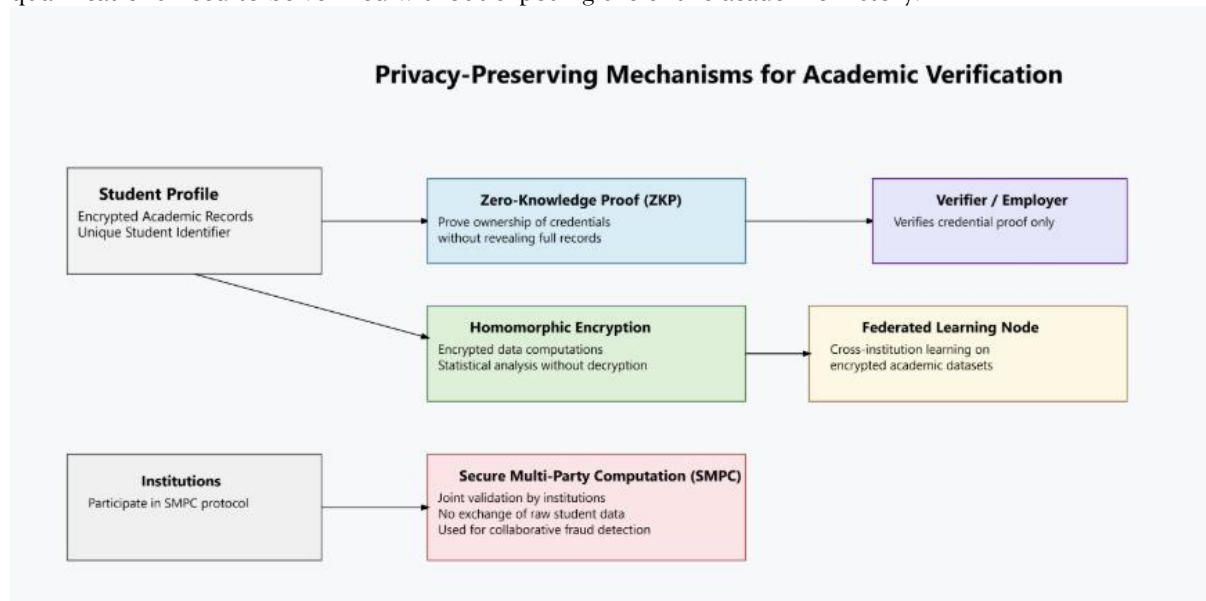 Privacy-Preserving Mechanisms for Academic Verification
Student Profile
Encrypted Academic Records
Unique Student Identifier
Zero-Knowledge Proof (ZKP)
Prove ownership of credentials
without revealing full records
Verifier / Employer
Verifies credential proof only
Homomorphic Encryption
Encrypted data computations
Statistical analysis without decryption
Federated Learning Node
Cross-institution learning on
encrypted academic datasets
Institutions
Participate in SMPC protocol
Secure Multi-Party Computation (SMPC)
Joint validation by institutions
No exchange of raw student data
Used for collaborative fraud detection